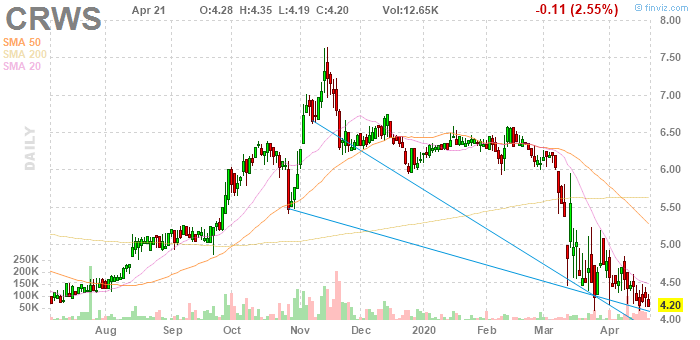 CRWS Apr 21 O:4.28 H:4.35 L:4.19 C:4.20 Vol:12.65K -0.11 (2.55%) © finviz.com
SMA 50
SMA 200
SMA 20
DAILY
8.00
7.50
7.00
6.50
6.00
5.50
5.00
4.50
4.20
4.00
250K
200K
150K
100K
50K
Aug Sep Oct Nov Dec 2020 Feb Mar Apr